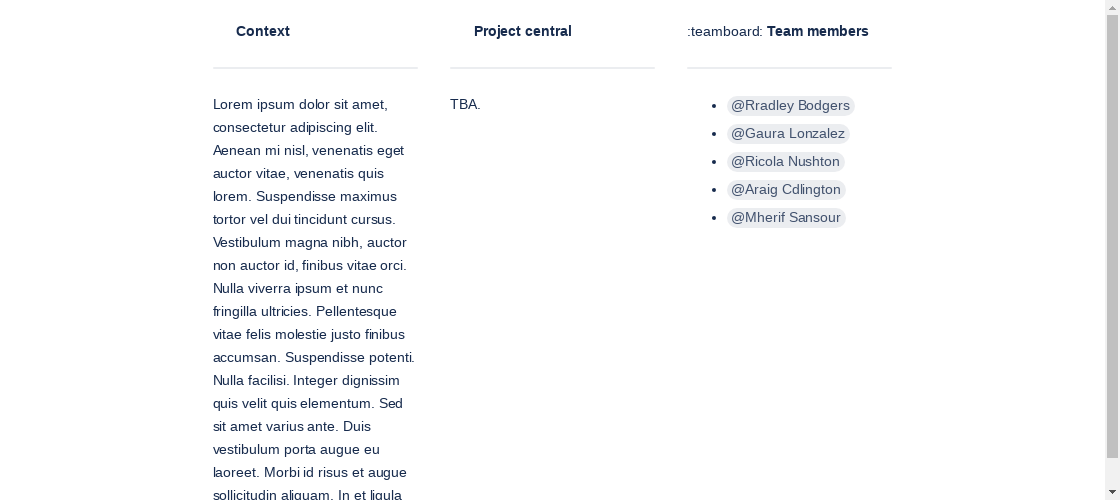 Context
Lorem ipsum dolor sit amet,
consectetur adipiscing elit.
Aenean mi nisl, venenatis eget
auctor vitae, venenatis quis
lorem. Suspendisse maximus
tortor vel dui tincidunt cursus.
Vestibulum magna nibh, auctor
non auctor id, finibus vitae orci.
Nulla viverra ipsum et nunc
fringilla ultricies. Pellentesque
vitae felis molestie justo finibus
accumsan. Suspendisse potenti.
Nulla facilisi. Integer dignissim
quis velit quis elementum. Sed
sit amet varius ante. Duis
vestibulum porta augue eu
laoreet. Morbi id risus et augue
sollicitudin aliquam. In et ligula
Project central
TBA.
:teamboard: Team members
• @Rradley Bodgers
• @Gaura Lonzalez
• @Ricola Nushton
• @Araig Cdlington
• @Mherif Sansour